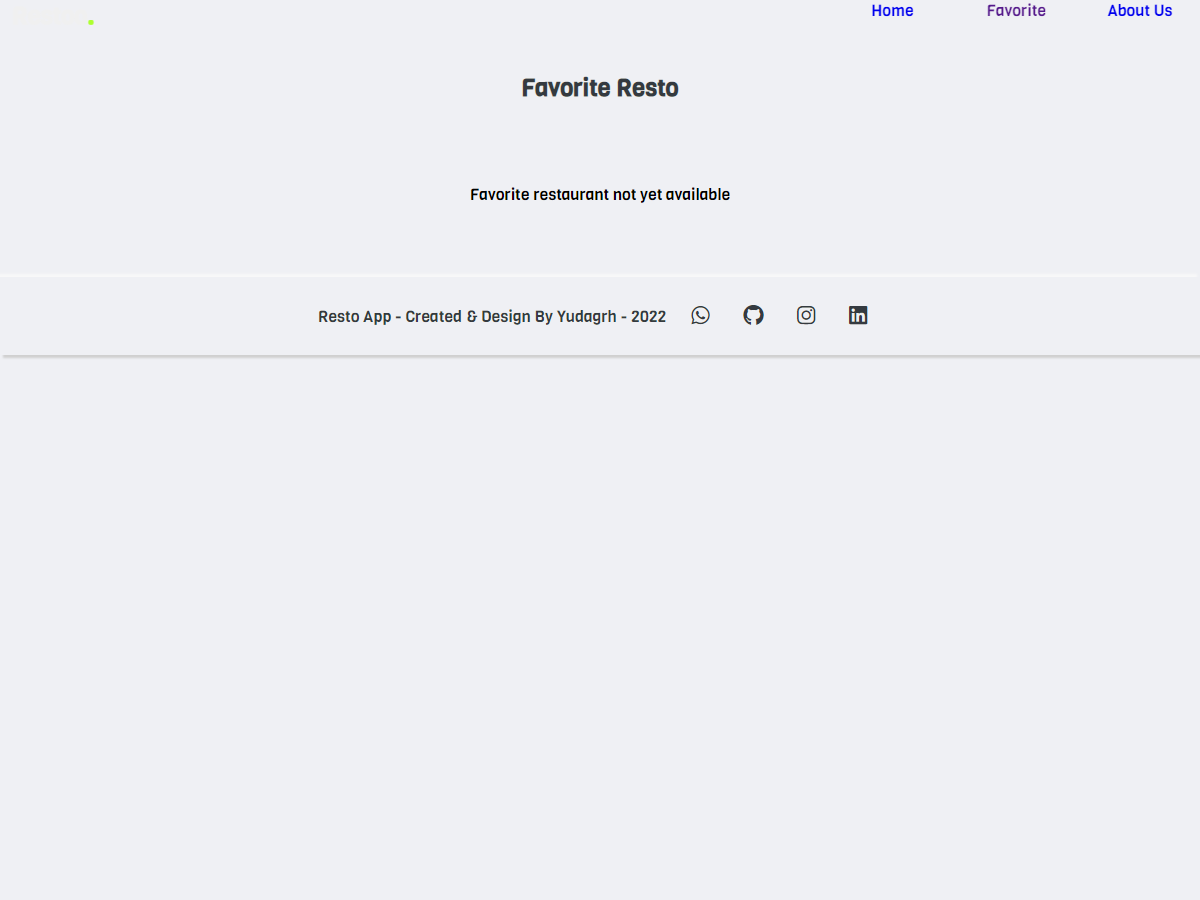 Home Favorite About Us
Favorite Resto
Favorite restaurant not yet available
Resto App - Created & Design By Yudagrh - 2022